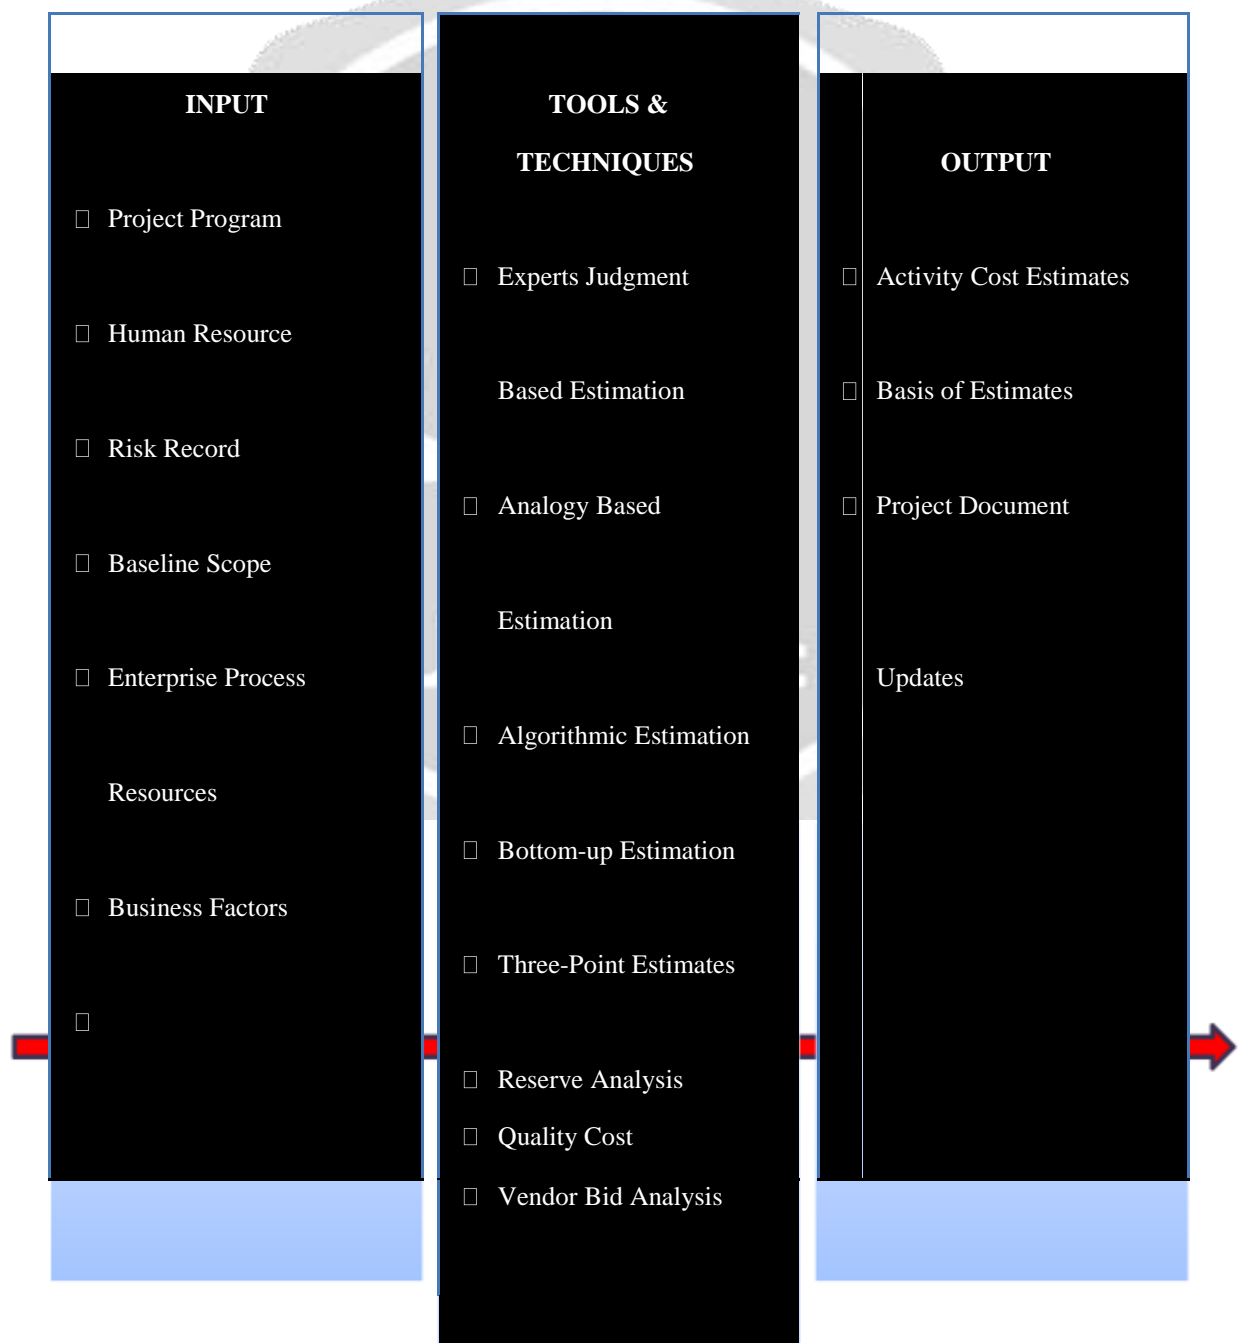 INPUT
Project Program
Human Resource
Risk Record
Baseline Scope
Enterprise Process
Resources
Business Factors
TOOLS &
TECHNIQUES
Experts Judgment
Based Estimation
Analogy Based
Estimation
Algorithmic Estimation
Bottom-up Estimation
Three-Point Estimates
Reserve Analysis
Quality Cost
Vendor Bid Analysis
OUTPUT
Activity Cost Estimates
Basis of Estimates
Project Document
Updates